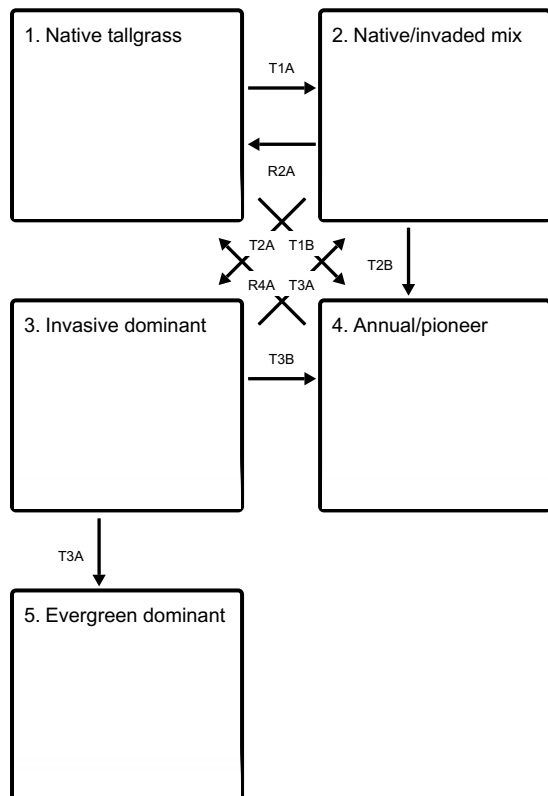 1. Native tallgrass
2. Native/invaded mix
T1A
R2A
T2A
T1B
T2B
R4A
T3A
3. Invasive dominant
4. Annual/pioneer
T3B
T3A
5. Evergreen dominant